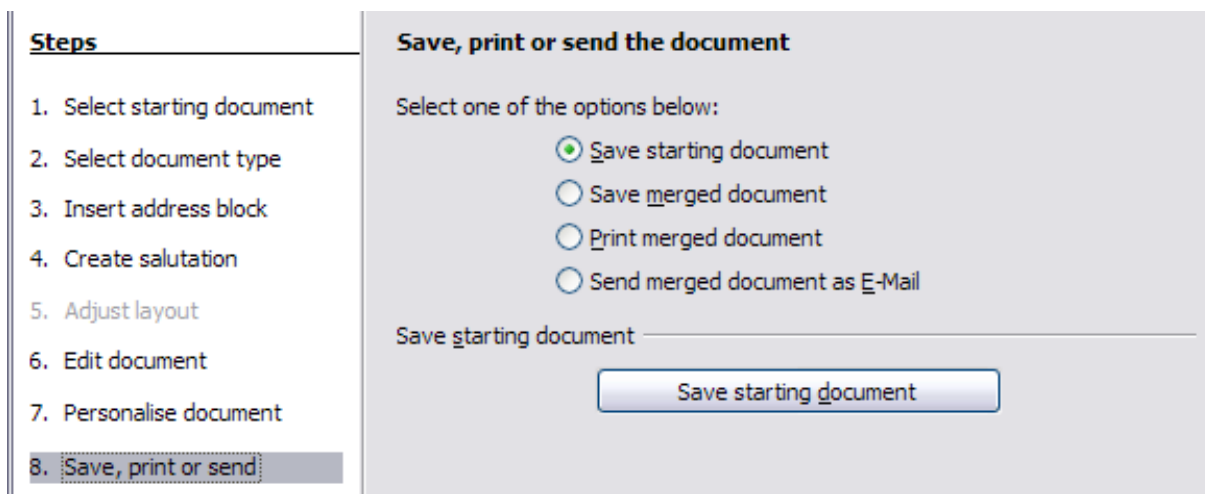 Steps
1. Select starting document
2. Select document type
3. Insert address block
4. Create salutation
5. Adjust layout
6. Edit document
7. Personalise document
8. Save, print or send
Save, print or send the document
Select one of the options below:
Save starting document
Save merged document
Print merged document
Send merged document as E-Mail
Save starting document
Save starting document